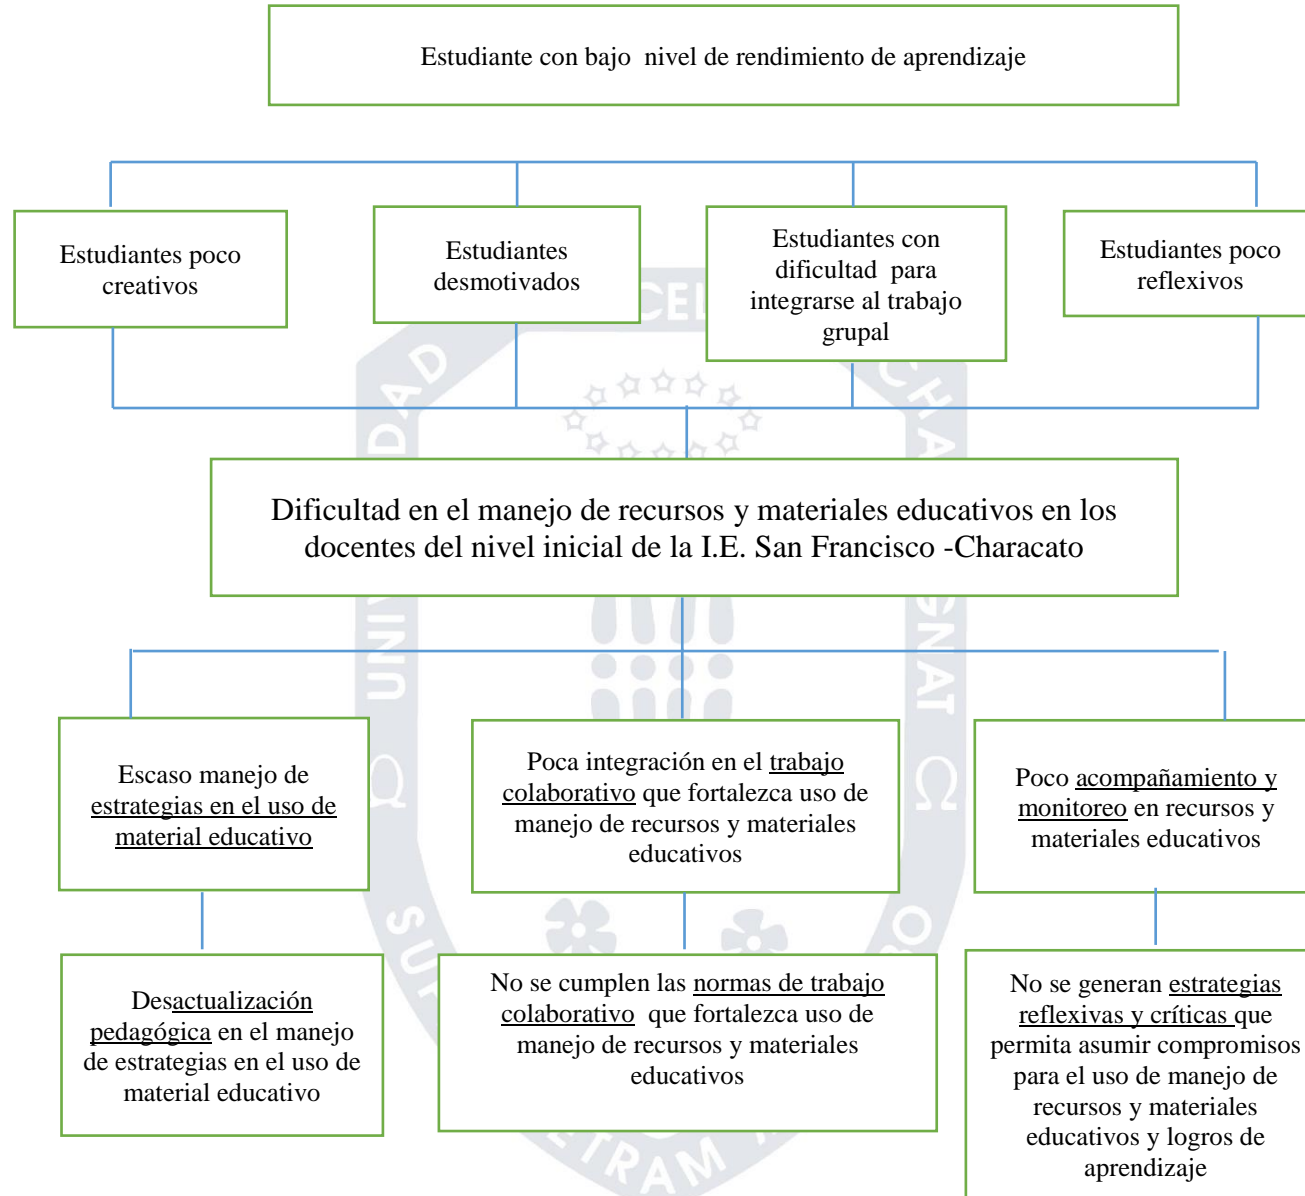 Estudiante con bajo  nivel de rendimiento de aprendizaje
Estudiantes poco
creativos
Estudiantes
desmotivados
Estudiantes con
dificultad  para
integrarse al trabajo
grupal
Estudiantes poco
reflexivos
Dificultad en el manejo de recursos y materiales educativos en los
docentes del nivel inicial de la I.E. San Francisco -Characato
Escaso manejo de
estrategias en el uso de
material educativo
Poca integración en el trabajo
colaborativo que fortalezca uso de
manejo de recursos y materiales
educativos
Poco acompañamiento y
monitoreo en recursos y
materiales educativos
Desactualización
pedagógica en el manejo
de estrategias en el uso de
material educativo
No se cumplen las normas de trabajo
colaborativo  que fortalezca uso de
manejo de recursos y materiales
educativos
No se generan estrategias
reflexivas y críticas que
permita asumir compromisos
para el uso de manejo de
recursos y materiales
educativos y logros de
aprendizaje